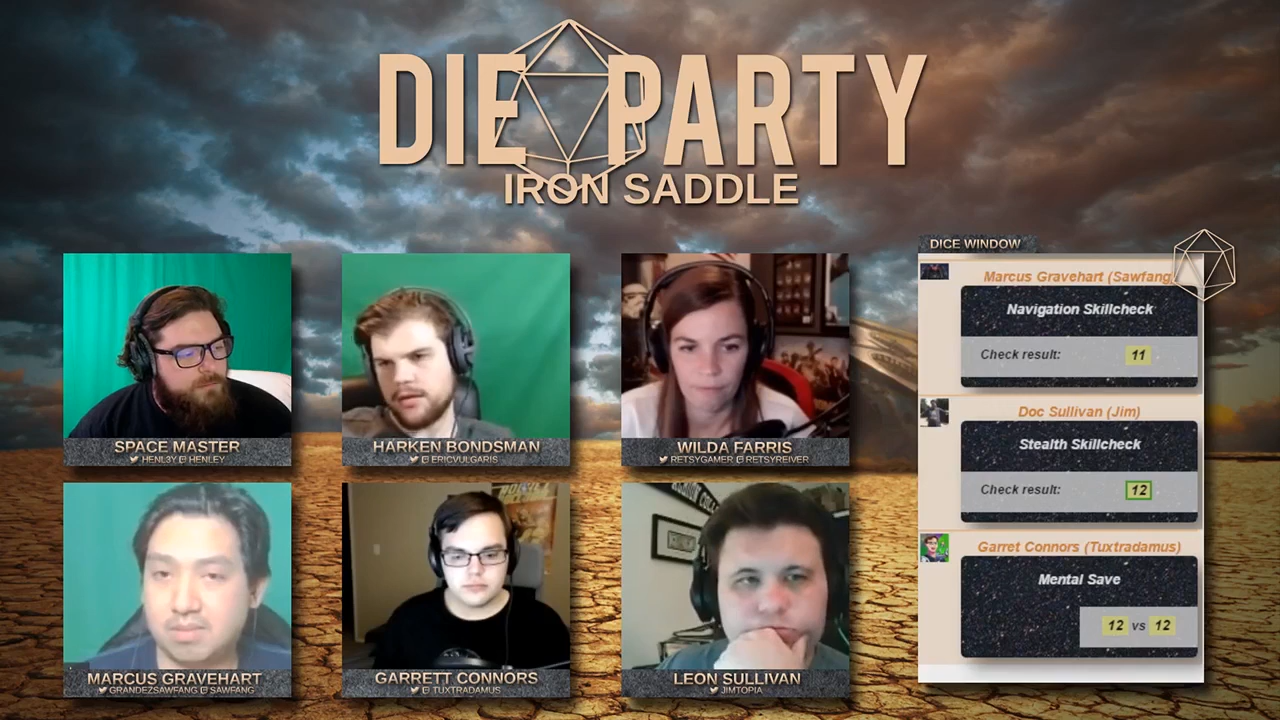 DIE PARTY
IRON SADDLE
SPACE MASTER
HENL3Y HENLEY
HARKEN BONDSMAN
ERICVULGARIS
WILDA FARRIS
RETSYGAMER RETSYREIVER
MARCUS GRAVEHART
GRANDEZSAWFANG SAWFANG
GARRETT CONNORS
TUXTRADAMUS
LEON SULLIVAN
JIMTOPIA
DICE WINDOW
Marcus Gravehart (Sawfang
Navigation Skillcheck
Check result: 11
Doc Sullivan (Jim)
Stealth Skillcheck
Check result: 12
Garret Connors (Tuxtradamus)
Mental Save
12 vs 12